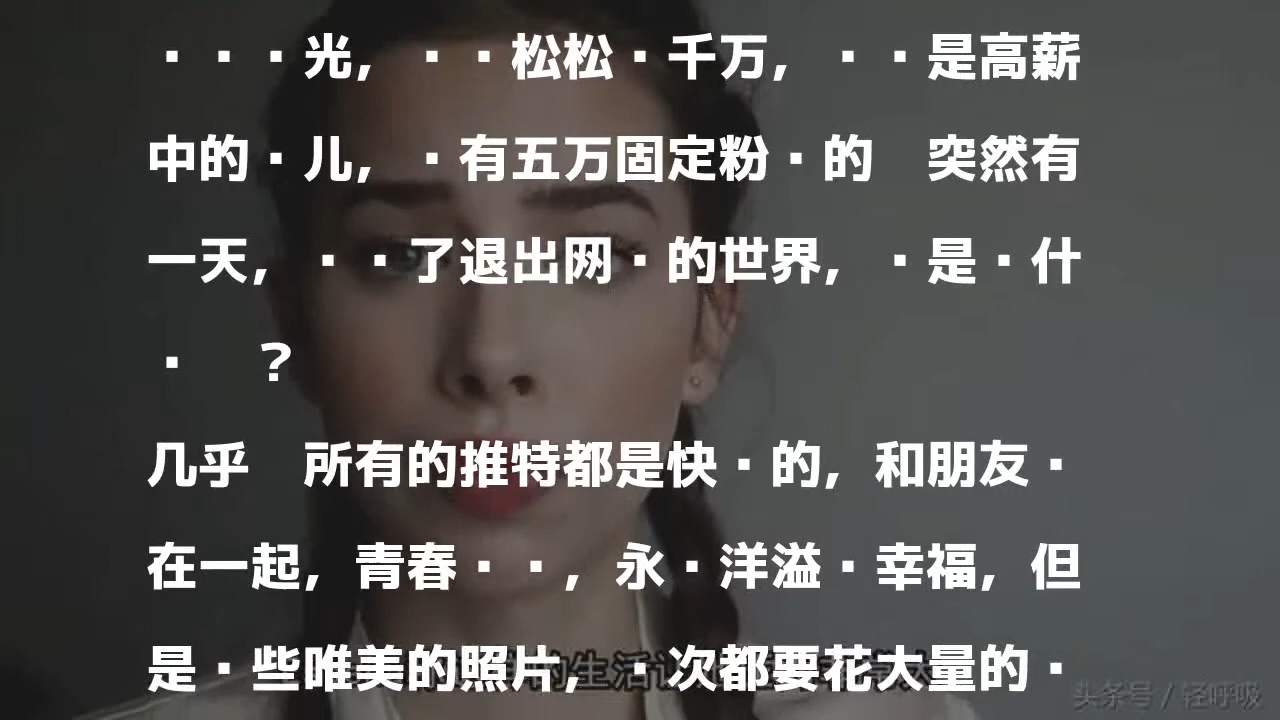 ···光，··松松·千万，··是高薪
中的·儿，·有五万固定粉·的　突然有
一天，··了退出网·的世界，·是·什
·　？
几乎　所有的推特都是快·的，和朋友·
在一起，青春··，永·洋溢·幸福，但
是·些唯美的照片，·次都要花大量的·
的生活
头条号 / 轻呼吸